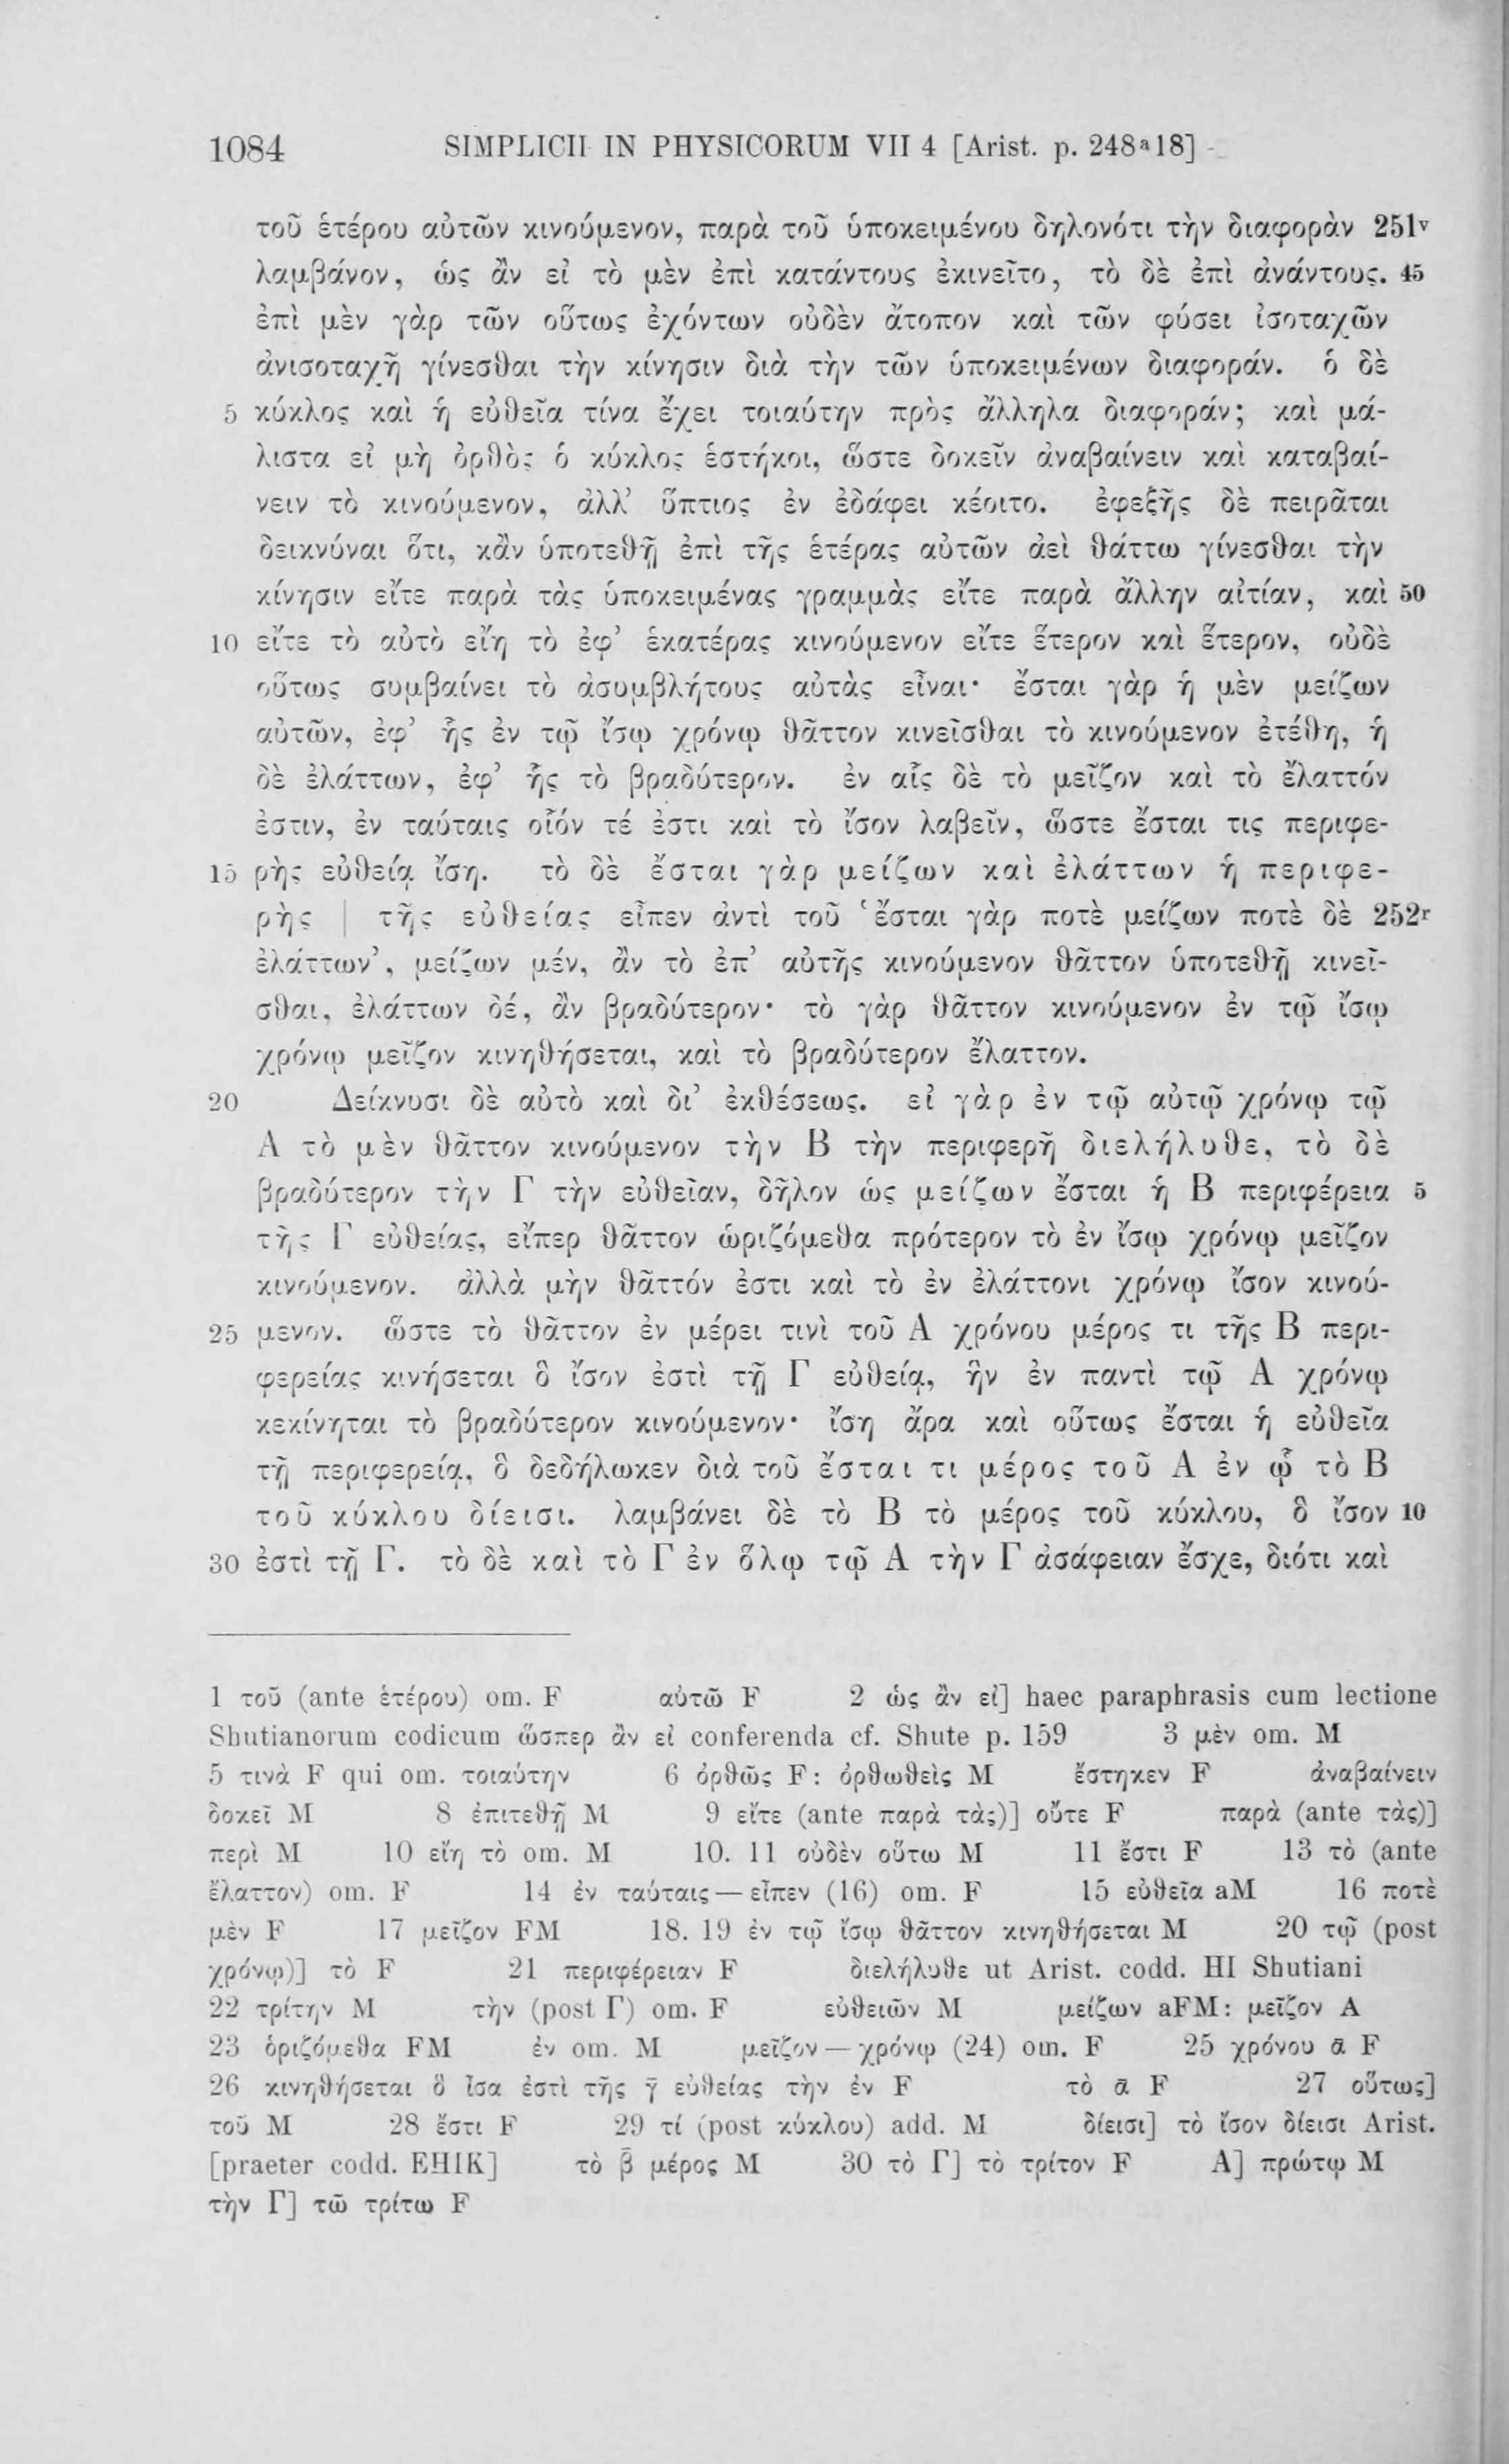 1084 SIMPLICII IN PHYSICORUM VII 4 [Arist. p. 248ᵃ18]
τοῦ ἑτέρου αὐτῶν κινούμενον, παρὰ τοῦ ὑποκειμένου δηλονότι τὴν διαφορὰν 251ᵛ
λαμβάνον, ὡς ἂν εἰ τὸ μὲν ἐπὶ κατάντους ἐκινεῖτο, τὸ δὲ ἐπὶ ἀνάντους. 45
ἐπὶ μὲν γὰρ τῶν οὕτως ἐχόντων οὐδὲν ἄτοπον καὶ τῶν φύσει ἰσοταχῶν
ἀνισοταχῆ γίνεσθαι τὴν κίνησιν διὰ τὴν τῶν ὑποκειμένων διαφοράν. ὁ δὲ
5 κύκλος καὶ ἡ εὐθεῖα τίνα ἔχει τοιαύτην πρὸς ἄλληλα διαφοράν; καὶ μά-
λιστα εἰ μὴ ὀρθὸς ὁ κύκλος ἑστήκοι, ὥστε δοκεῖν ἀναβαίνειν καὶ καταβαί-
νειν τὸ κινούμενον, ἀλλ’ ὕπτιος ἐν ἐδάφει κέοιτο. ἐφεξῆς δὲ πειρᾶται
δεικνύναι ὅτι, κἂν ὑποτεθῇ ἐπὶ τῆς ἑτέρας αὐτῶν ἀεὶ θάττω γίνεσθαι τὴν
κίνησιν εἴτε παρὰ τὰς ὑποκειμένας γραμμὰς εἴτε παρὰ ἄλλην αἰτίαν, καὶ 50
10 εἴτε τὸ αὐτὸ εἴη τὸ ἐφ’ ἑκατέρας κινούμενον εἴτε ἕτερον καὶ ἕτερον, οὐδὲ
οὕτως συμβαίνει τὸ ἀσυμβλήτους αὐτὰς εἶναι· ἔσται γὰρ ἡ μὲν μείζων
αὐτῶν, ἐφ’ ἧς ἐν τῷ ἴσῳ χρόνῳ θᾶττον κινεῖσθαι τὸ κινούμενον ἐτέθη, ἡ
δὲ ἐλάττων, ἐφ’ ἧς τὸ βραδύτερον. ἐν αἷς δὲ τὸ μεῖζον καὶ τὸ ἔλαττόν
ἐστιν, ἐν ταύταις οἷόν τέ ἐστι καὶ τὸ ἴσον λαβεῖν, ὥστε ἔσται τις περιφε-
15 ρὴς εὐθείᾳ ἴση. τὸ δὲ ἔσται γὰρ μείζων καὶ ἐλάττων ἡ περιφε-
ρὴς | τῆς εὐθείας εἶπεν ἀντὶ τοῦ ‘ἔσται γὰρ ποτὲ μείζων ποτὲ δὲ 252ʳ
ἐλάττων’, μείζων μέν, ἂν τὸ ἐπ’ αὐτῆς κινούμενον θᾶττον ὑποτεθῇ κινεῖ-
σθαι, ἐλάττων δέ, ἂν βραδύτερον· τὸ γὰρ θᾶττον κινούμενον ἐν τῷ ἴσῳ
χρόνῳ μεῖζον κινηθήσεται, καὶ τὸ βραδύτερον ἔλαττον.
20 Δείκνυσι δὲ αὐτὸ καὶ δι’ ἐκθέσεως. εἰ γὰρ ἐν τῷ αὐτῷ χρόνῳ τῷ
Α τὸ μὲν θᾶττον κινούμενον τὴν Β τὴν περιφερῆ διελήλυθε, τὸ δὲ
βραδύτερον τὴν Γ τὴν εὐθεῖαν, δῆλον ὡς μείζων ἔσται ἡ Β περιφέρεια 5
τῆς Γ εὐθείας, εἴπερ θᾶττον ὡριζόμεθα πρότερον τὸ ἐν ἴσῳ χρόνῳ μεῖζον
κινούμενον. ἀλλὰ μὴν θᾶττόν ἐστι καὶ τὸ ἐν ἐλάττονι χρόνῳ ἴσον κινού-
25 μενον. ὥστε τὸ θᾶττον ἐν μέρει τινὶ τοῦ Α χρόνου μέρος τι τῆς Β περι-
φερείας κινήσεται ὃ ἴσον ἐστὶ τῇ Γ εὐθείᾳ, ἣν ἐν παντὶ τῷ Α χρόνῳ
κεκίνηται τὸ βραδύτερον κινούμενον· ἴση ἄρα καὶ οὕτως ἔσται ἡ εὐθεῖα
τῇ περιφερείᾳ, ὃ δεδήλωκεν διὰ τοῦ ἔσται τι μέρος τοῦ Α ἐν ᾧ τὸ Β
τοῦ κύκλου δίεισι. λαμβάνει δὲ τὸ Β τὸ μέρος τοῦ κύκλου, ὃ ἴσον 10
30 ἐστὶ τῇ Γ. τὸ δὲ καὶ τὸ Γ ἐν ὅλῳ τῷ Α τὴν Γ ἀσάφειαν ἔσχε, διότι καὶ
1 τοῦ (ante ἑτέρου) om. F αὐτῶ F 2 ὡς ἂν εἰ] haec paraphrasis cum lectione
Shutianorum codicum ὥσπερ ἂν εἰ conferenda cf. Shute p. 159 3 μὲν om. M
5 τινὰ F qui om. τοιαύτην 6 ὀρθῶς F: ὀρθωθεὶς M ἕστηκεν F ἀναβαίνειν
δοκεῖ M 8 ἐπιτεθῇ M 9 εἴτε (ante παρὰ τὰς)] οὔτε F παρὰ (ante τὰς)]
περὶ M 10 εἴη τὸ om. M 10. 11 οὐδὲν οὕτω M 11 ἔστι F 13 τὸ (ante
ἔλαττον) om. F 14 ἐν ταύταις — εἶπεν (16) om. F 15 εὐθεῖα aM 16 ποτὲ
μὲν F 17 μεῖζον FM 18. 19 ἐν τῷ ἴσῳ θᾶττον κινηθήσεται M 20 τῷ (post
χρόνῳ)] τὸ F 21 περιφέρειαν F διελήλυθε ut Arist. codd. HI Shutiani
22 τρίτην M τὴν (post Γ) om. F εὐθειῶν M μείζων aFM: μεῖζον A
23 ὁριζόμεθα FM ἐν om. M μεῖζον — χρόνῳ (24) om. F 25 χρόνου ᾱ F
26 κινηθήσεται ὃ ἴσα ἐστὶ τῆς γ̄ εὐθείας τὴν ἐν F τὸ ᾱ F 27 οὕτως]
τοῦ M 28 ἔστι F 29 τί (post κύκλου) add. M δίεισι] τὸ ἴσον δίεισι Arist.
[praeter codd. EHIK] τὸ β̄ μέρος M 30 τὸ Γ] τὸ τρίτον F Α] πρώτῳ M
τὴν Γ] τῶ τρίτω F